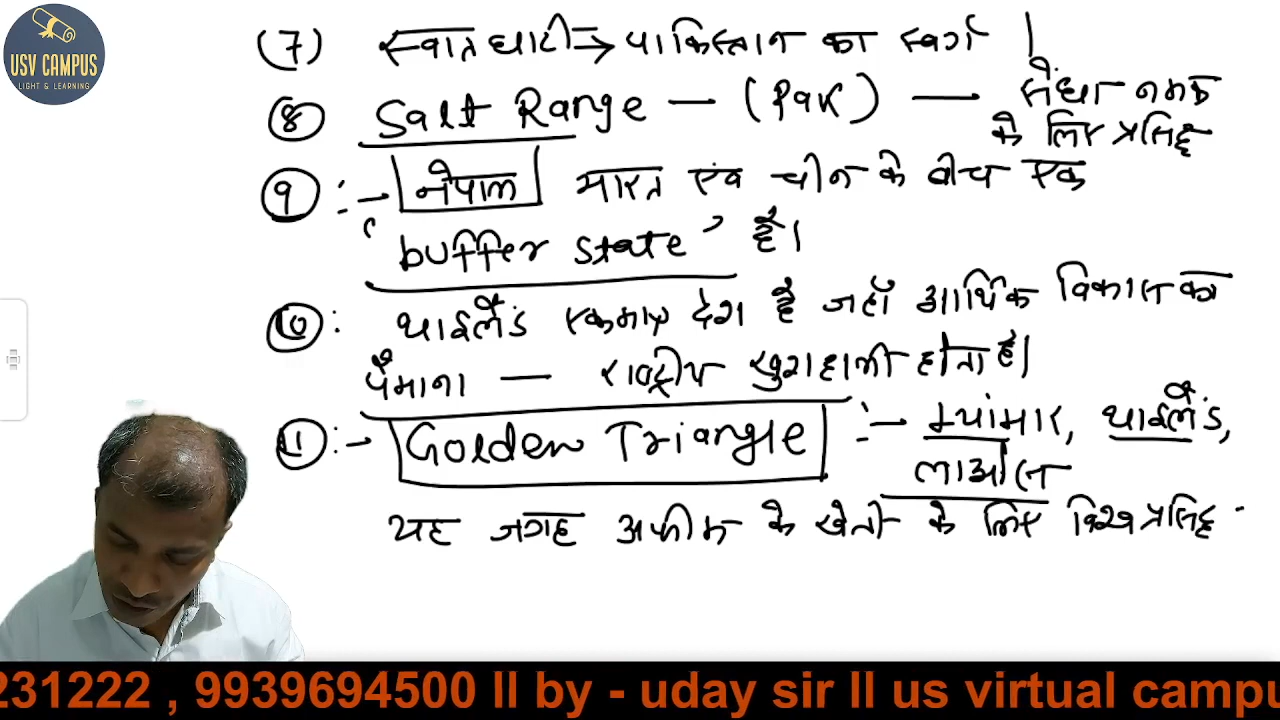 USV CAMPUS
LIGHT & LEARNING
(7) स्वात घाटी → पाकिस्तान का स्वर्ग ।
(8) Salt Range — (Pak) — सेंधा नमक
के लिए प्रसिद्ध
(9) :→ नेपाल भारत एवं चीन के बीच एक
'buffer state' है।
(10) : थाईलैंड एकमात्र देश है जहाँ आर्थिक विकास का
पैमाना — राष्ट्रीय खुशहाली होता है।
(11) :→ Golden Triangle :→ म्यांमार, थाईलैंड,
लाओस
यह जगह अफीम के खेती के लिए विश्व प्रसिद्ध
231222 , 9939694500 ll by - uday sir ll us virtual campu